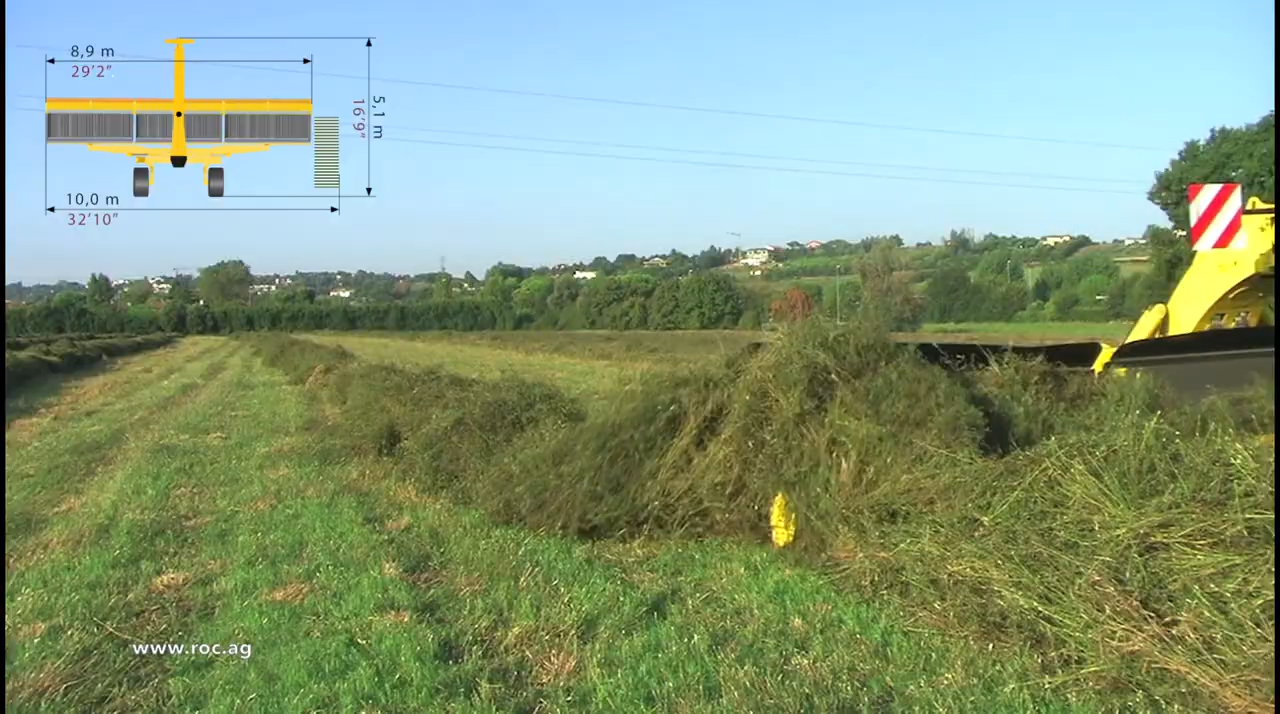 8,9 m
29'2".
5,1 m
16'9"
10,0 m
32'10"
www.roc.ag